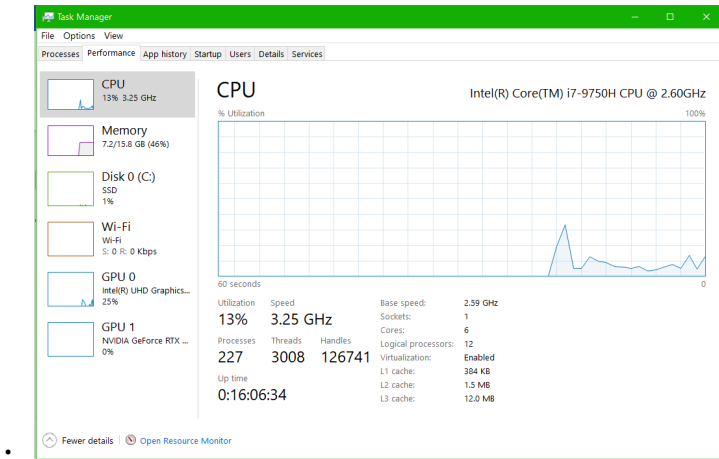 Task Manager
File Options View
Processes Performance App history Startup Users Details Services
CPU
13% 3.25 GHz
Memory
7.2/15.8 GB (46%)
Disk 0 (C:)
SSD
1%
Wi-Fi
Wi-Fi
S: 0 R: 0 Kbps
GPU 0
Intel(R) UHD Graphics...
25%
GPU 1
NVIDIA GeForce RTX ...
0%
CPU Intel(R) Core(TM) i7-9750H CPU @ 2.60GHz
% Utilization 100%
60 seconds 0
Utilization Speed
13% 3.25 GHz
Processes Threads Handles
227 3008 126741
Up time
0:16:06:34
Base speed: 2.59 GHz
Sockets: 1
Cores: 6
Logical processors: 12
Virtualization: Enabled
L1 cache: 384 KB
L2 cache: 1.5 MB
L3 cache: 12.0 MB
Fewer details Open Resource Monitor